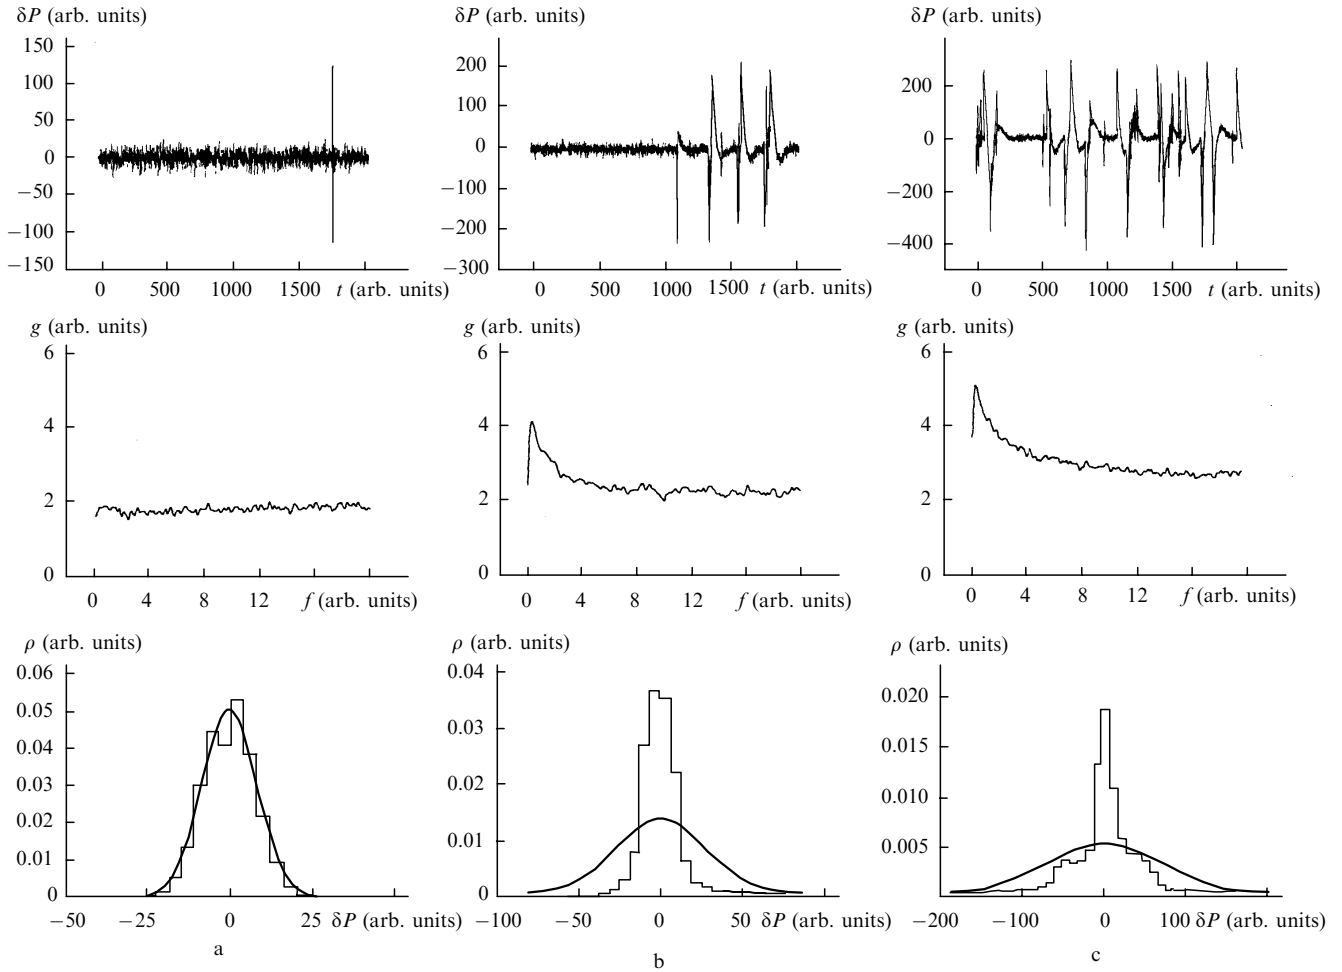 δP (arb. units)
150
100
50
0
−50
−100
−150
0 500 1000 1500 t (arb. units)
δP (arb. units)
200
100
0
−100
−200
−300
0 500 1000 1500 t (arb. units)
δP (arb. units)
200
0
−200
−400
0 500 1000 1500 t (arb. units)
g (arb. units)
6
4
2
0
0 4 8 12 f (arb. units)
g (arb. units)
6
4
2
0
0 4 8 12 f (arb. units)
g (arb. units)
6
4
2
0
0 4 8 12 f (arb. units)
ρ (arb. units)
0.06
0.05
0.04
0.03
0.02
0.01
0
−50 −25 0 25 δP (arb. units)
a
ρ (arb. units)
0.04
0.03
0.02
0.01
0
−100 −50 0 50 δP (arb. units)
b
ρ (arb. units)
0.020
0.015
0.010
0.005
0
−200 −100 0 100 δP (arb. units)
c